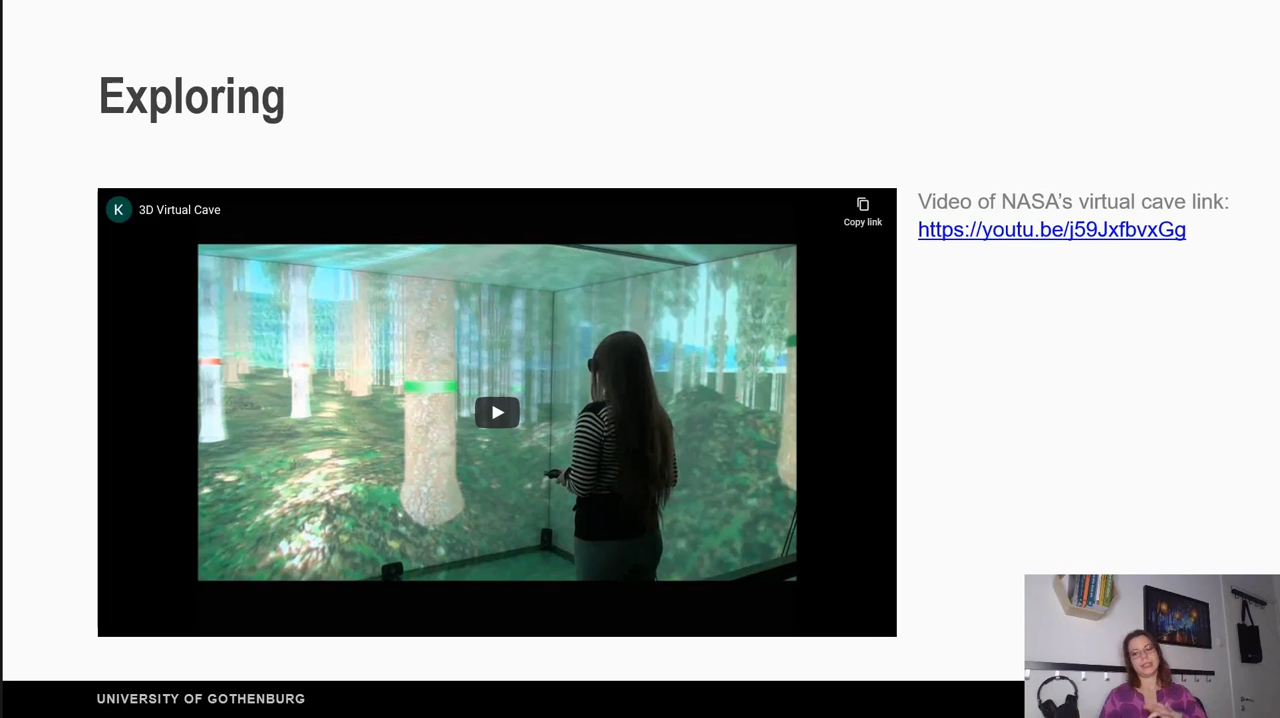 Exploring
K
3D Virtual Cave
Copy link
Video of NASA's virtual cave link:
https://youtu.be/j59JxfbvxGg
UNIVERSITY OF GOTHENBURG